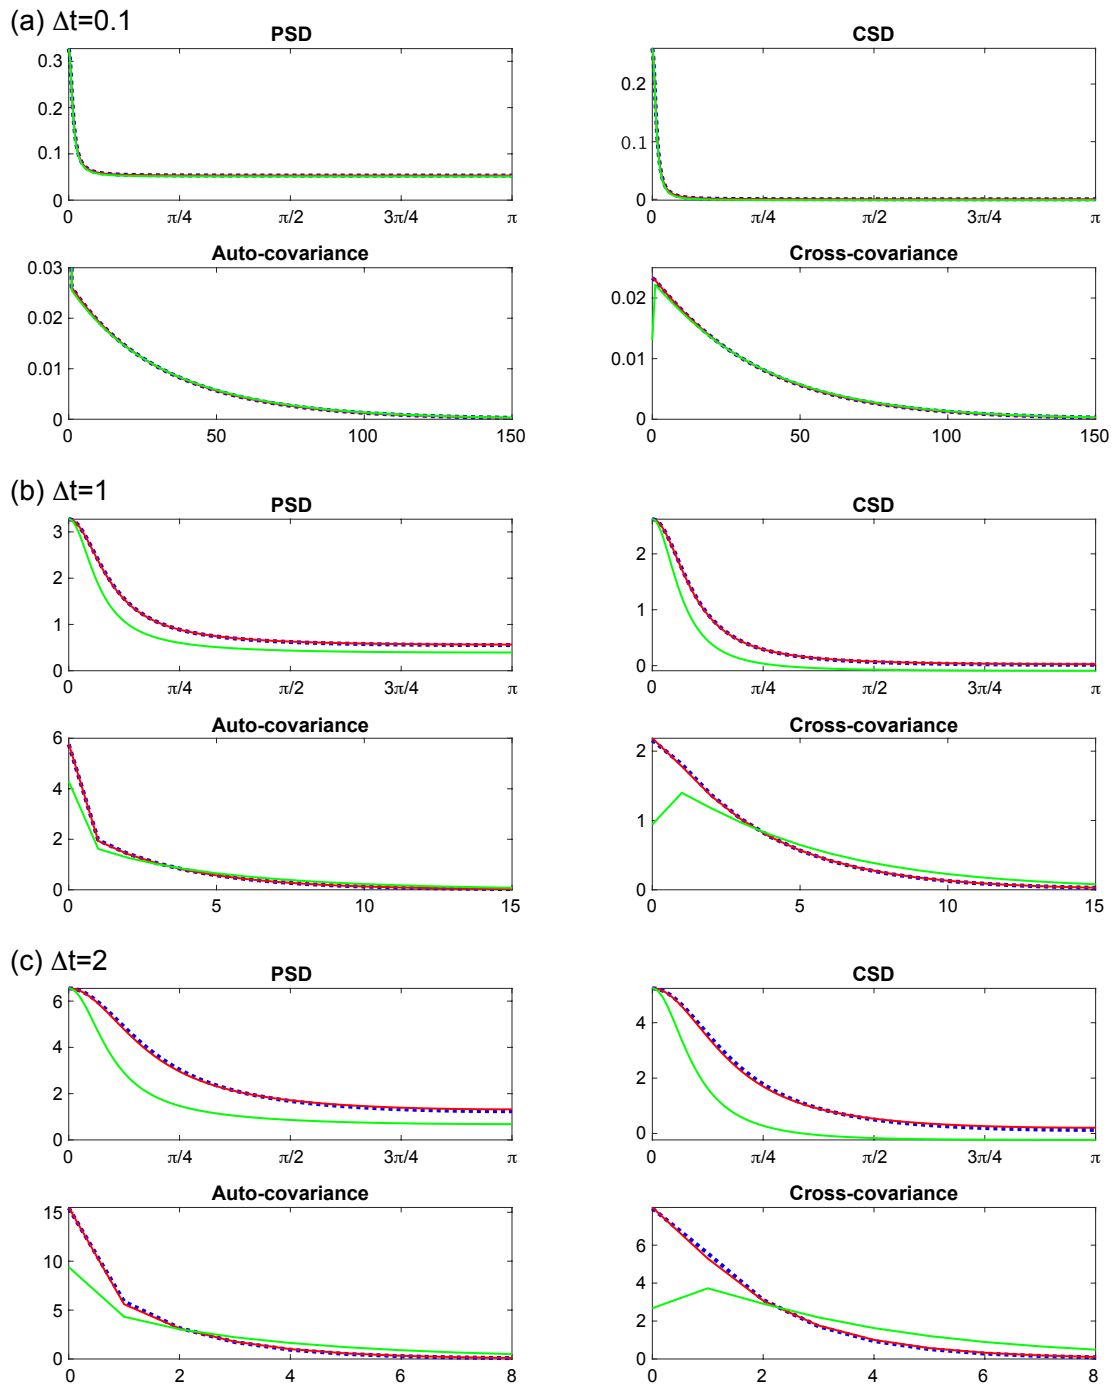 (a) Δt=0.1
PSD
CSD
0.3
0.2
0.1
0
0
π/4
π/2
3π/4
π
0.2
0.1
0
0
π/4
π/2
3π/4
π
Auto-covariance
Cross-covariance
0.03
0.02
0.01
0
0
50
100
150
0.02
0.01
0
0
50
100
150
(b) Δt=1
PSD
CSD
3
2
1
0
0
π/4
π/2
3π/4
π
2
1
0
0
π/4
π/2
3π/4
π
Auto-covariance
Cross-covariance
6
4
2
0
0
5
10
15
2
1
0
0
5
10
15
(c) Δt=2
PSD
CSD
6
4
2
0
0
π/4
π/2
3π/4
π
4
2
0
0
π/4
π/2
3π/4
π
Auto-covariance
Cross-covariance
15
10
5
0
0
2
4
6
8
6
4
2
0
0
2
4
6
8